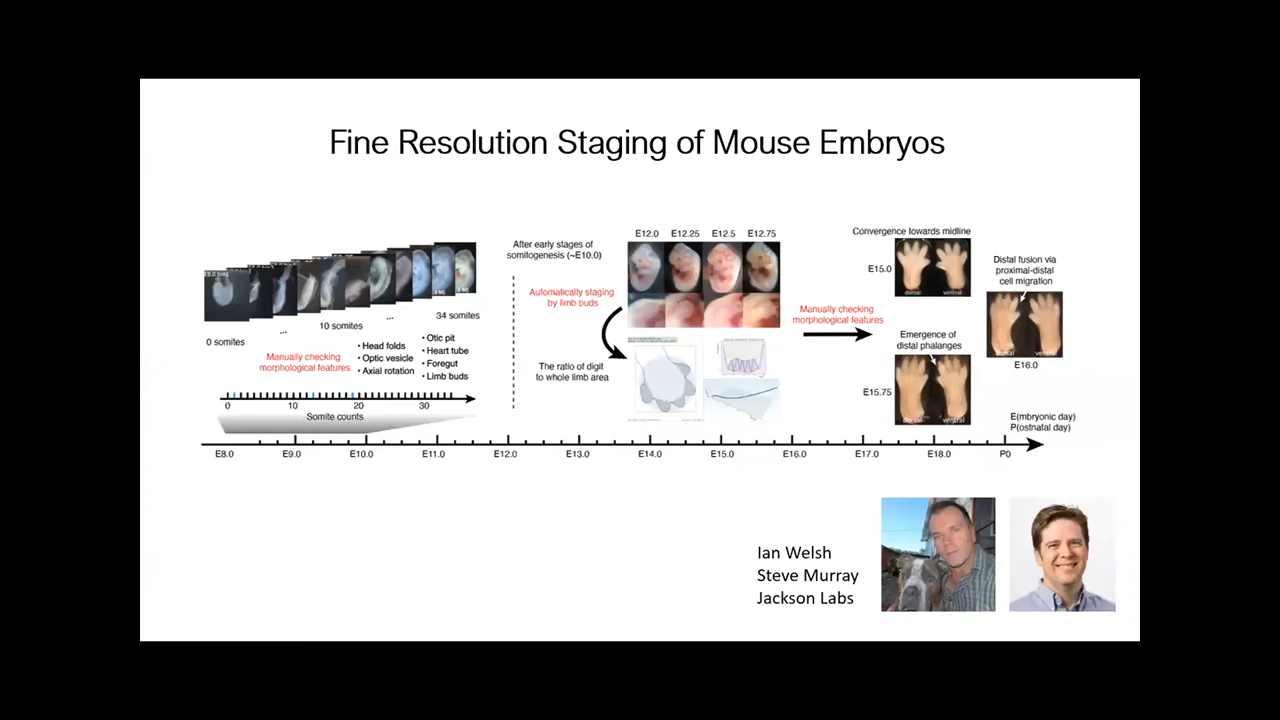 Fine Resolution Staging of Mouse Embryos
0 somites
...
10 somites
...
34 somites
Manually checking
morphological features
• Head folds
• Optic vesicle
• Axial rotation
• Otic pit
• Heart tube
• Foregut
• Limb buds
0 10 20 30
Somite counts
After early stages of
somitogenesis (~E10.0)
Automatically staging
by limb buds
The ratio of digit
to whole limb area
E12.0 E12.25 E12.5 E12.75
Manually checking
morphological features
Convergence towards midline
E15.0
dorsal ventral
Emergence of
distal phalanges
E15.75
dorsal ventral
Distal fusion via
proximal-distal
cell migration
dorsal ventral
E16.0
E(mbryonic day)
P(ostnatal day)
E8.0 E9.0 E10.0 E11.0 E12.0 E13.0 E14.0 E15.0 E16.0 E17.0 E18.0 P0
Ian Welsh
Steve Murray
Jackson Labs